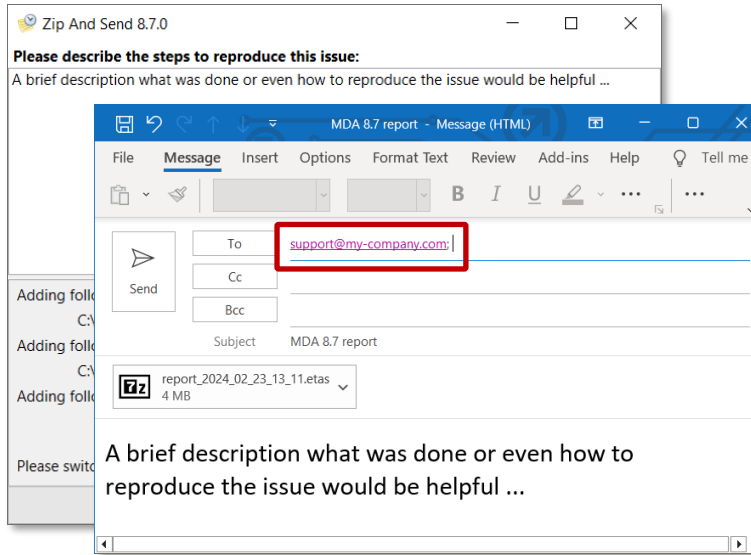 Zip And Send 8.7.0
Please describe the steps to reproduce this issue:
A brief description what was done or even how to reproduce the issue would be helpful ...
MDA 8.7 report - Message (HTML)
File Message Insert Options Format Text Review Add-ins Help Tell me
B I U
To support@my-company.com;
Send
Cc
Bcc
Subject MDA 8.7 report
Adding follo
C:\
Adding follo
C:\
Adding follo
Please switc
7z report_2024_02_23_13_11.etas
4 MB
A brief description what was done or even how to
reproduce the issue would be helpful ...